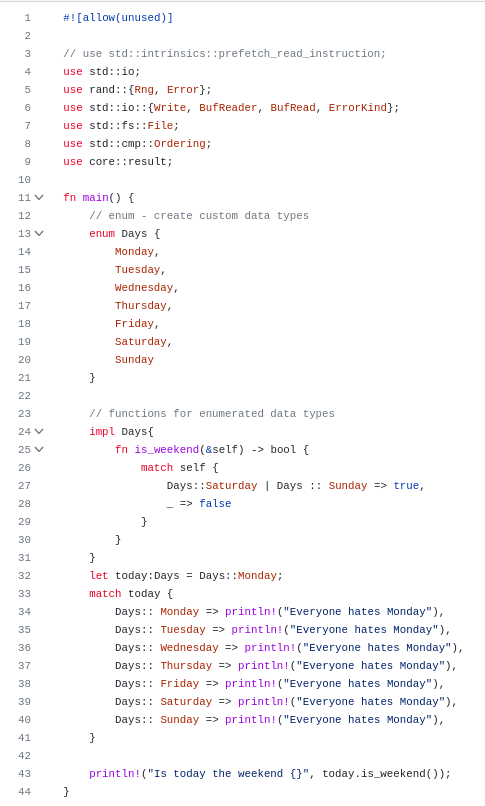 1 #![allow(unused)]
2
3 // use std::intrinsics::prefetch_read_instruction;
4 use std::io;
5 use rand::{Rng, Error};
6 use std::io::{Write, BufReader, BufRead, ErrorKind};
7 use std::fs::File;
8 use std::cmp::Ordering;
9 use core::result;
10
11 fn main() {
12     // enum - create custom data types
13     enum Days {
14         Monday,
15         Tuesday,
16         Wednesday,
17         Thursday,
18         Friday,
19         Saturday,
20         Sunday
21     }
22
23     // functions for enumerated data types
24     impl Days{
25         fn is_weekend(&self) -> bool {
26             match self {
27                 Days::Saturday | Days :: Sunday => true,
28                 _ => false
29             }
30         }
31     }
32     let today:Days = Days::Monday;
33     match today {
34         Days:: Monday => println!("Everyone hates Monday"),
35         Days:: Tuesday => println!("Everyone hates Monday"),
36         Days:: Wednesday => println!("Everyone hates Monday"),
37         Days:: Thursday => println!("Everyone hates Monday"),
38         Days:: Friday => println!("Everyone hates Monday"),
39         Days:: Saturday => println!("Everyone hates Monday"),
40         Days:: Sunday => println!("Everyone hates Monday"),
41     }
42
43     println!("Is today the weekend {}", today.is_weekend());
44 }